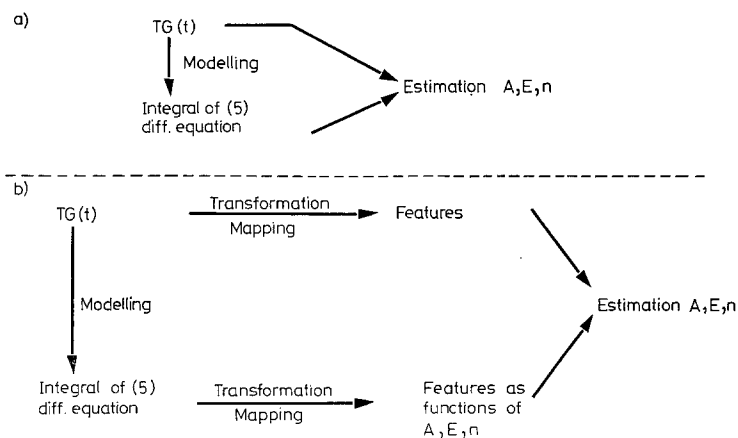 a)
TG (t)
Modelling
Integral of (5)
diff. equation
Estimation A,E,n
b)
TG (t)
Transformation
Mapping
Features
Modelling
Estimation A,E,n
Integral of (5)
diff. equation
Transformation
Mapping
Features as
functions of
A,E,n